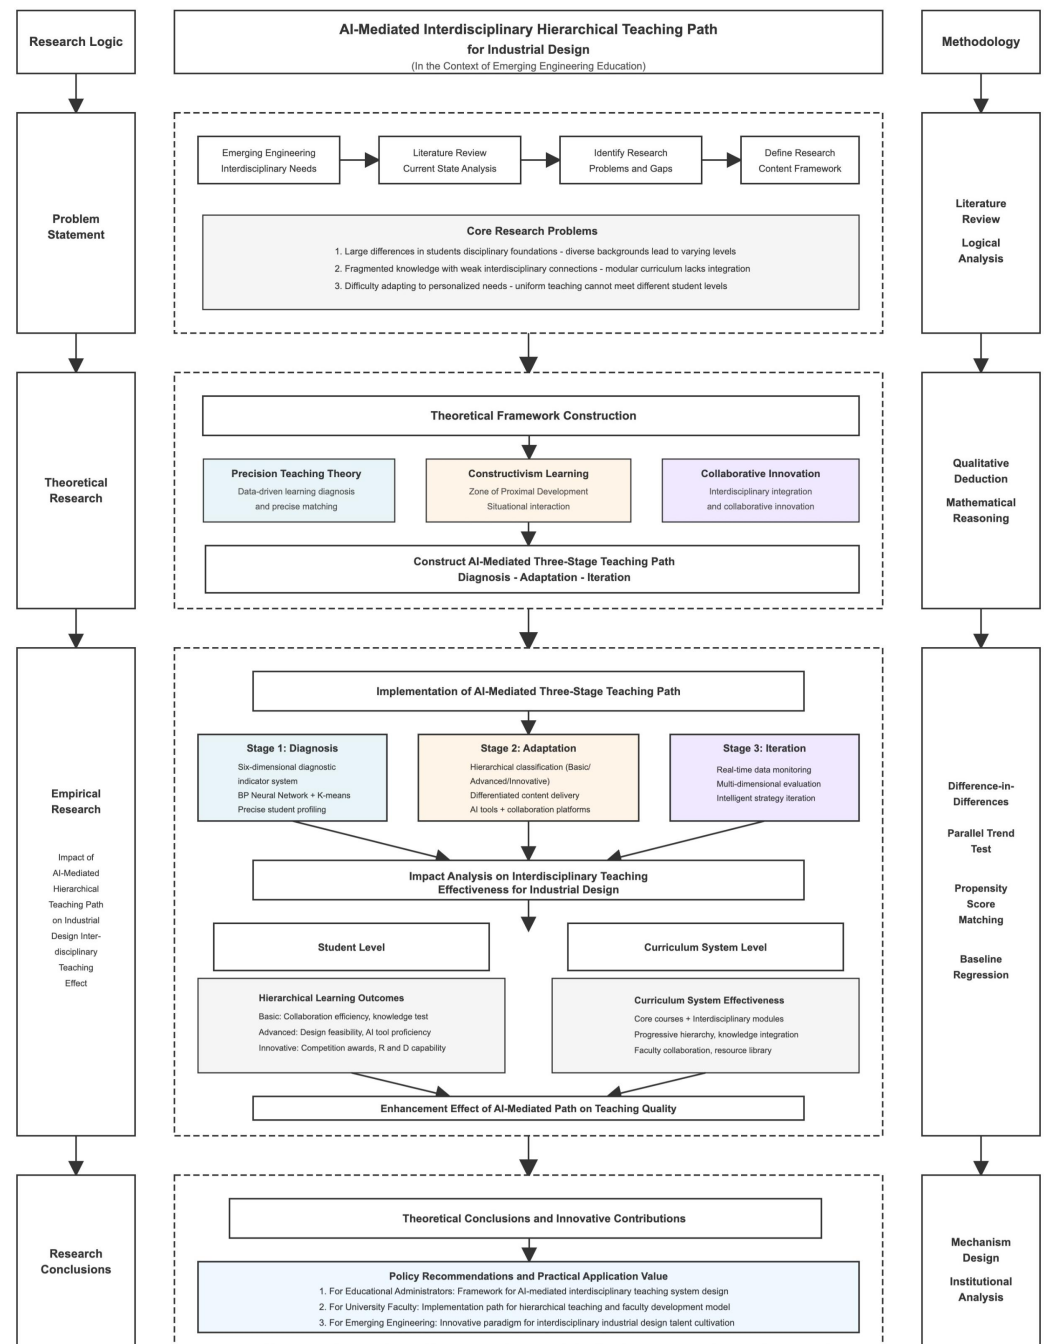 Research Logic
AI-Mediated Interdisciplinary Hierarchical Teaching Path
for Industrial Design
(In the Context of Emerging Engineering Education)
Methodology
Problem
Statement
Emerging Engineering
Interdisciplinary Needs
Literature Review
Current State Analysis
Identify Research
Problems and Gaps
Define Research
Content Framework
Core Research Problems
1. Large differences in students disciplinary foundations - diverse backgrounds lead to varying levels
2. Fragmented knowledge with weak interdisciplinary connections - modular curriculum lacks integration
3. Difficulty adapting to personalized needs - uniform teaching cannot meet different student levels
Literature
Review
Logical
Analysis
Theoretical
Research
Theoretical Framework Construction
Precision Teaching Theory
Data-driven learning diagnosis
and precise matching
Constructivism Learning
Zone of Proximal Development
Situational interaction
Collaborative Innovation
Interdisciplinary integration
and collaborative innovation
Construct AI-Mediated Three-Stage Teaching Path
Diagnosis - Adaptation - Iteration
Qualitative
Deduction
Mathematical
Reasoning
Empirical
Research
Impact of
AI-Mediated
Hierarchical
Teaching Path
on Industrial
Design Inter-
disciplinary
Teaching
Effect
Implementation of AI-Mediated Three-Stage Teaching Path
Stage 1: Diagnosis
Six-dimensional diagnostic
indicator system
BP Neural Network + K-means
Precise student profiling
Stage 2: Adaptation
Hierarchical classification (Basic/
Advanced/Innovative)
Differentiated content delivery
AI tools + collaboration platforms
Stage 3: Iteration
Real-time data monitoring
Multi-dimensional evaluation
Intelligent strategy iteration
Impact Analysis on Interdisciplinary Teaching
Effectiveness for Industrial Design
Student Level
Curriculum System Level
Hierarchical Learning Outcomes
Basic: Collaboration efficiency, knowledge test
Advanced: Design feasibility, AI tool proficiency
Innovative: Competition awards, R and D capability
Curriculum System Effectiveness
Core courses + Interdisciplinary modules
Progressive hierarchy, knowledge integration
Faculty collaboration, resource library
Enhancement Effect of AI-Mediated Path on Teaching Quality
Difference-in-
Differences
Parallel Trend
Test
Propensity
Score
Matching
Baseline
Regression
Research
Conclusions
Theoretical Conclusions and Innovative Contributions
Policy Recommendations and Practical Application Value
1. For Educational Administrators: Framework for AI-mediated interdisciplinary teaching system design
2. For University Faculty: Implementation path for hierarchical teaching and faculty development model
3. For Emerging Engineering: Innovative paradigm for interdisciplinary industrial design talent cultivation
Mechanism
Design
Institutional
Analysis